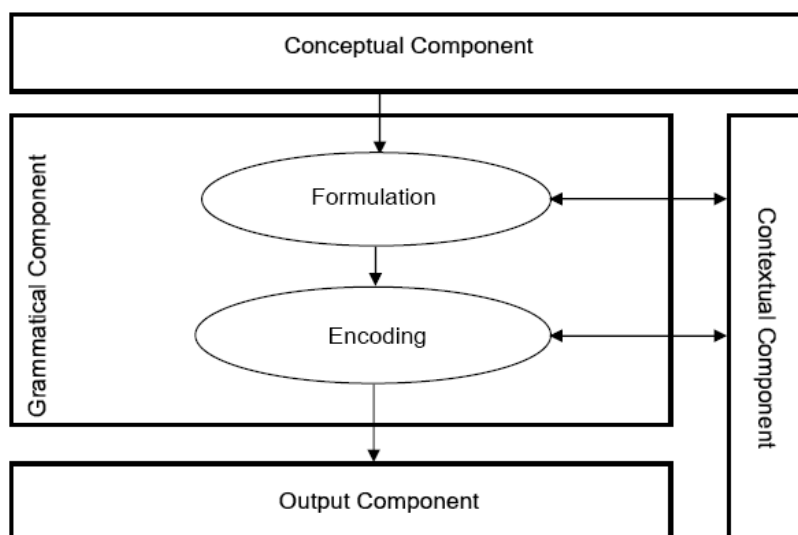 Conceptual Component
Grammatical Component
Formulation
Encoding
Contextual Component
Output Component